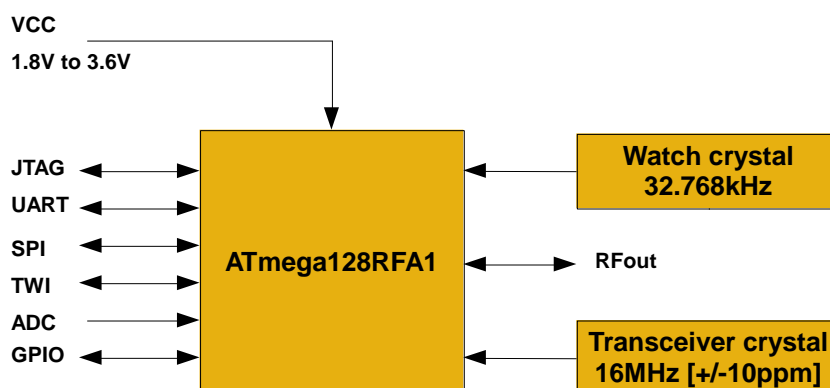 VCC
1.8V to 3.6V
JTAG
UART
SPI
TWI
ADC
GPIO
ATmega128RFA1
Watch crystal
32.768kHz
RFout
Transceiver crystal
16MHz [+/-10ppm]